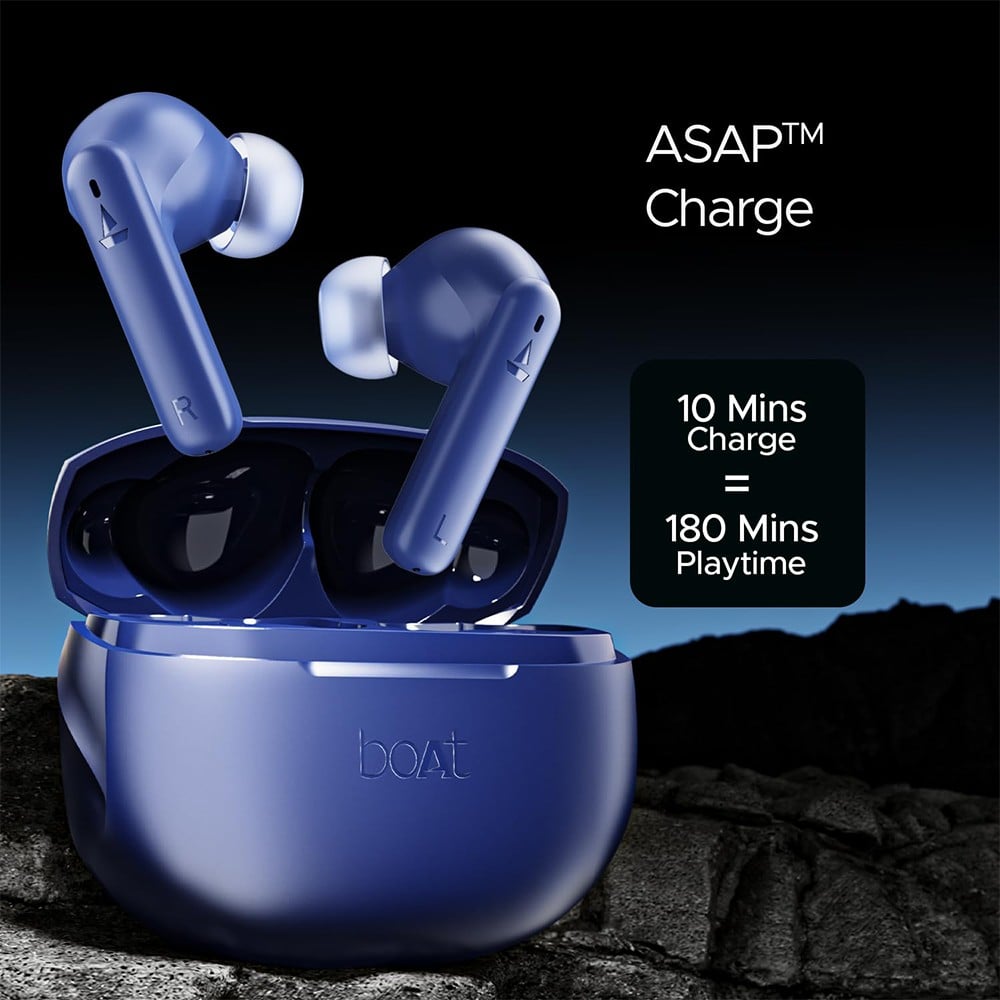 ASAP™
Charge
10 Mins
Charge
=
180 Mins
Playtime
R
L
boAt